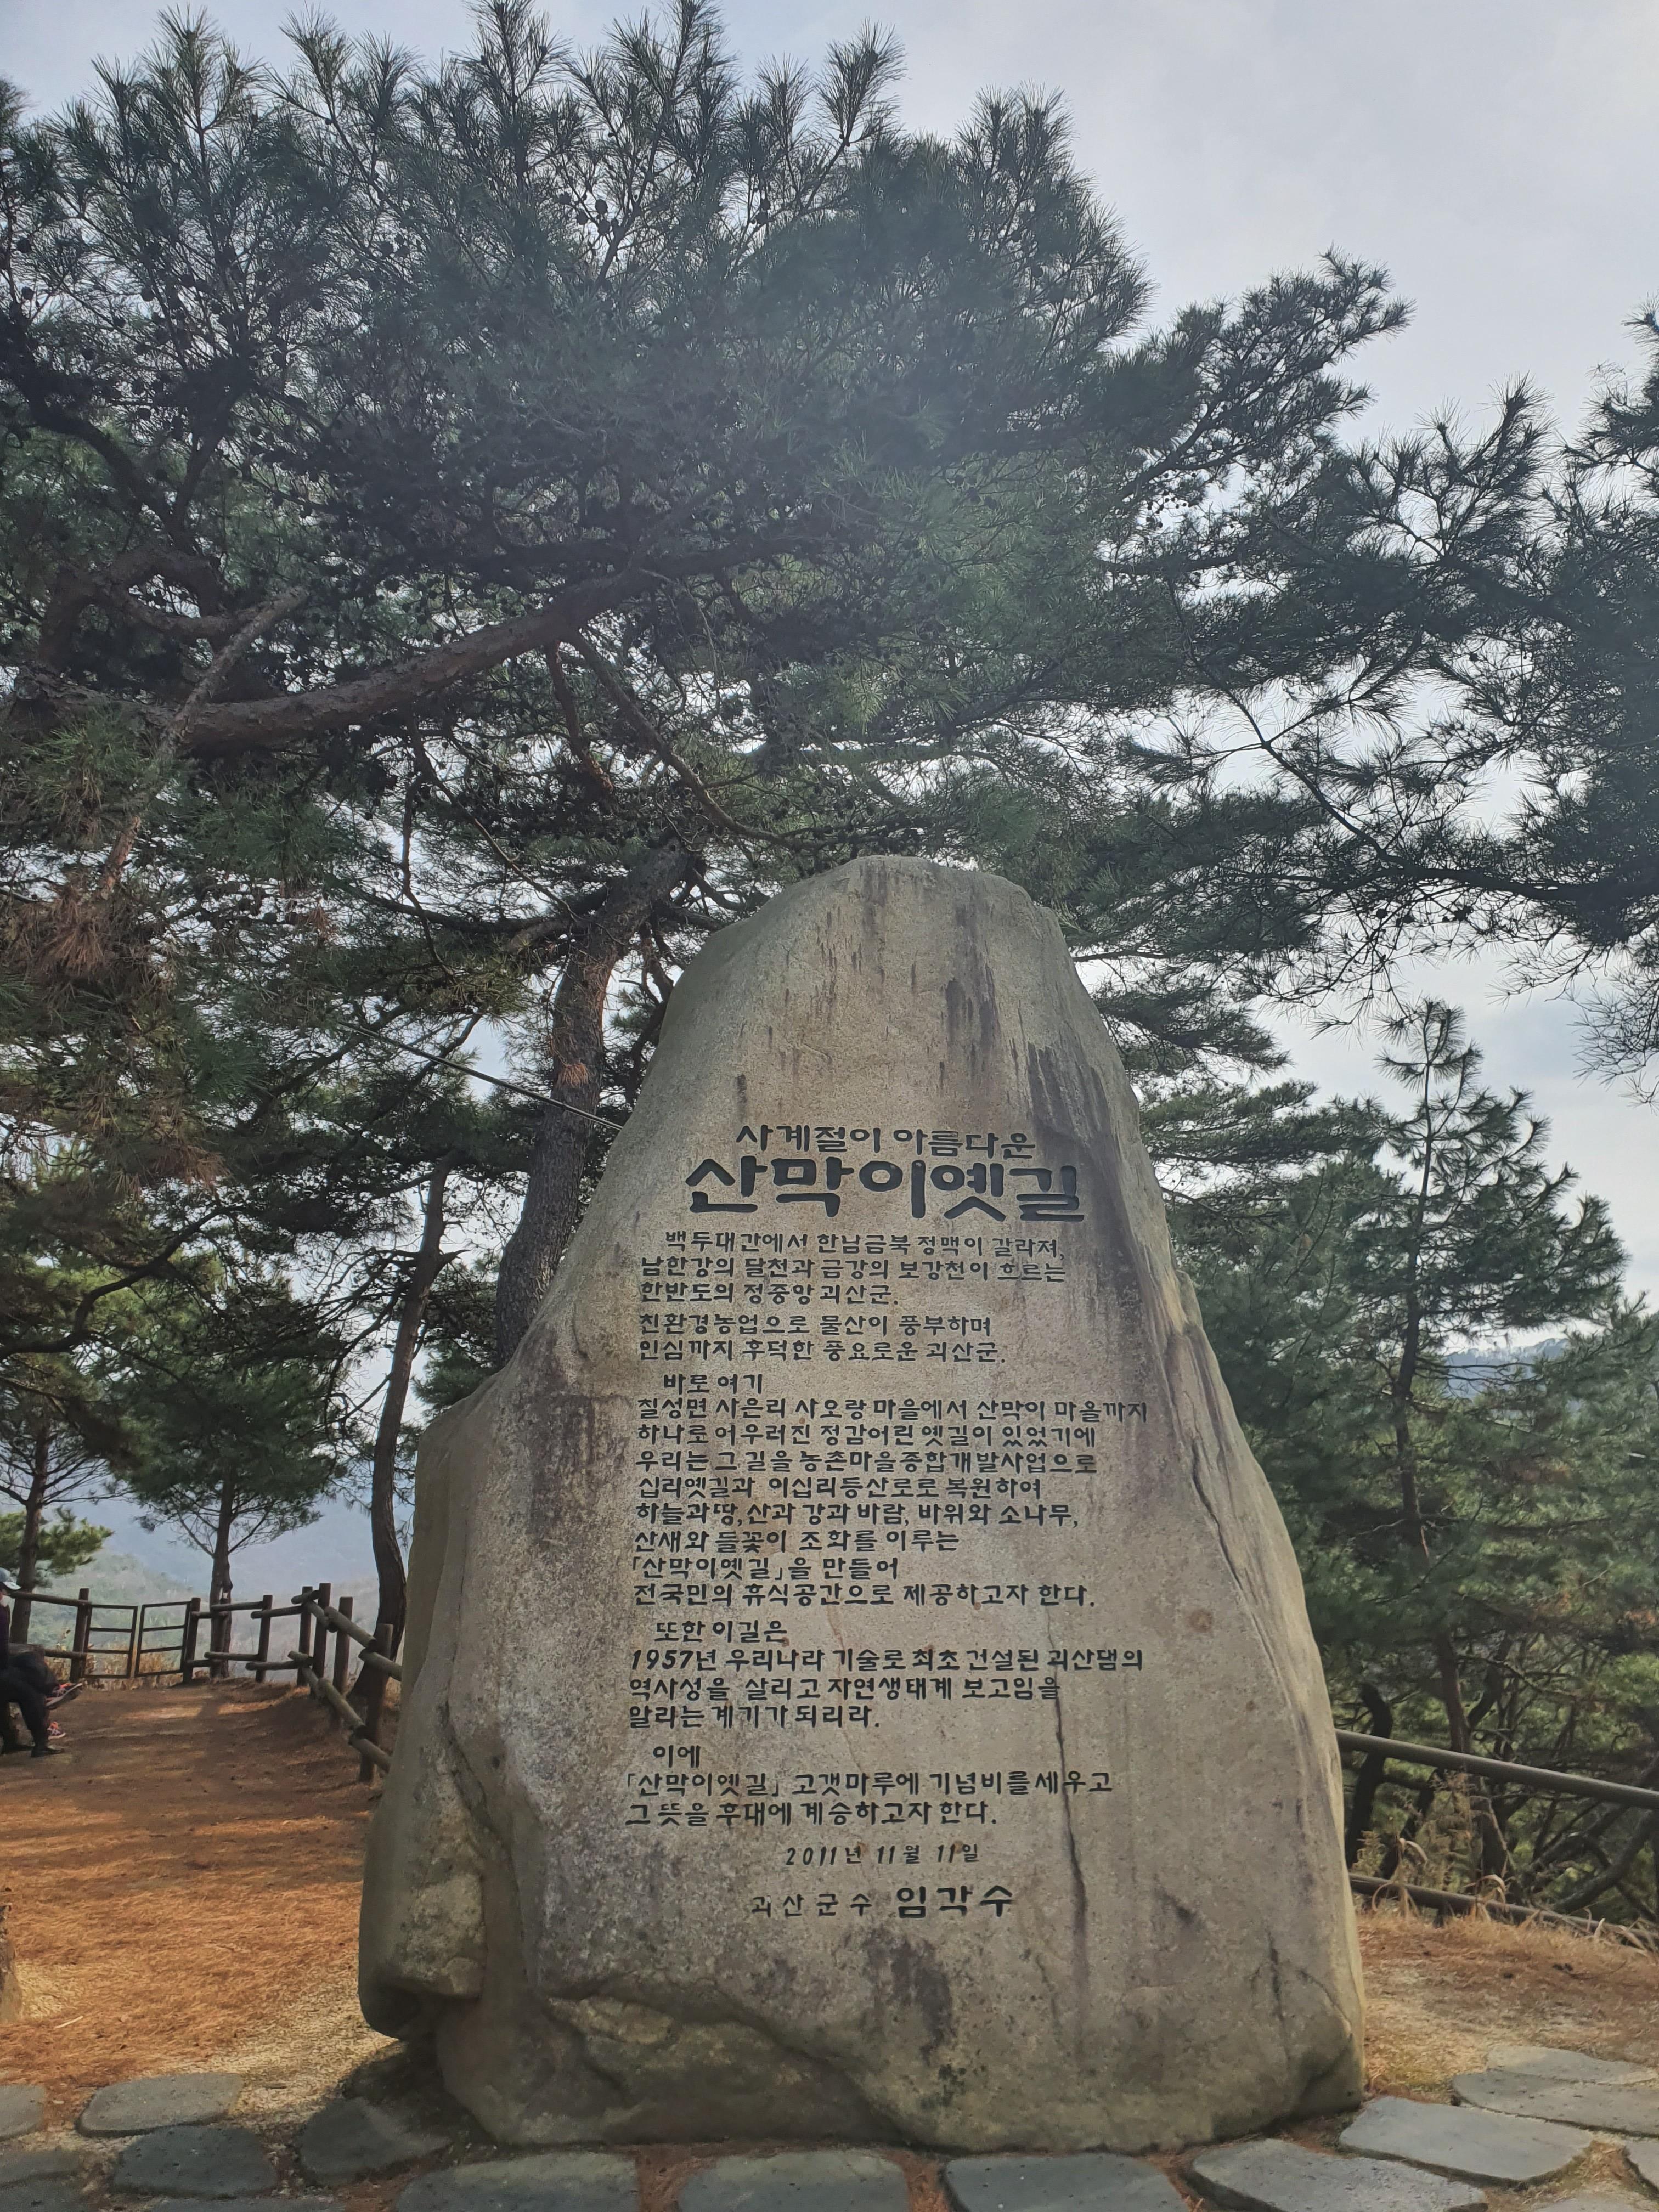 사계절이 아름다운
산막이옛길
백두대간에서 한남금북 정맥이 갈라져,
남한강의 달천과 금강의 보강천이 흐르는
한반도의 정중앙 괴산군.
친환경농업으로 물산이 풍부하며
인심까지 후덕한 풍요로운 괴산군.
바로 여기
칠성면 사은리 사오랑 마을에서 산막이 마을까지
하나로 어우러진 정감어린 옛길이 있었기에
우리는 그 길을 농촌마을종합개발사업으로
십리옛길과 이십리등산로로 복원하여
하늘과 땅, 산과 강과 바람, 바위와 소나무,
산새와 들꽃이 조화를 이루는
「산막이옛길」을 만들어
전국민의 휴식공간으로 제공하고자 한다.
또한 이길은
1957년 우리나라 기술로 최초 건설된 괴산댐의
역사성을 살리고 자연생태계 보고임을
알리는 계기가 되리라.
이에
「산막이옛길」 고갯마루에 기념비를 세우고
그 뜻을 후대에 계승하고자 한다.
2011년 11월 11일
괴산군수 임각수